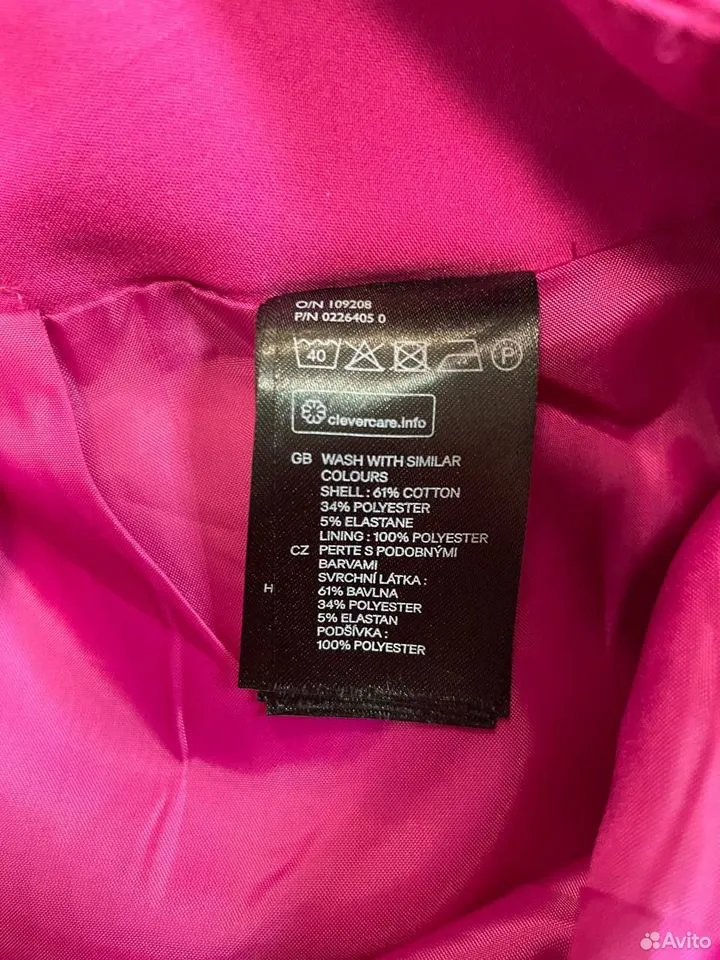 O/N 109208
P/N 0226405 0
40
P
clevercare.info
GB WASH WITH SIMILAR
COLOURS
SHELL : 61% COTTON
34% POLYESTER
5% ELASTANE
LINING : 100% POLYESTER
CZ PERTE S PODOBNÝMI
BARVAMI
SVRCHNÍ LÁTKA :
H 61% BAVLNA
34% POLYESTER
5% ELASTAN
PODŠÍVKA :
100% POLYESTER
Avito